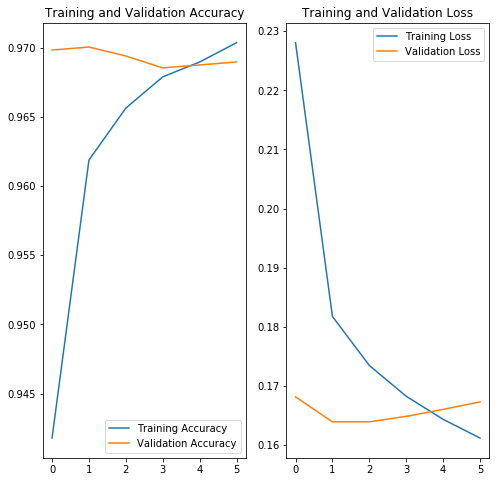 Training and Validation Accuracy
0.970
0.965
0.960
0.955
0.950
0.945
0 1 2 3 4 5
Training Accuracy
Validation Accuracy
Training and Validation Loss
0.23
0.22
0.21
0.20
0.19
0.18
0.17
0.16
0 1 2 3 4 5
Training Loss
Validation Loss